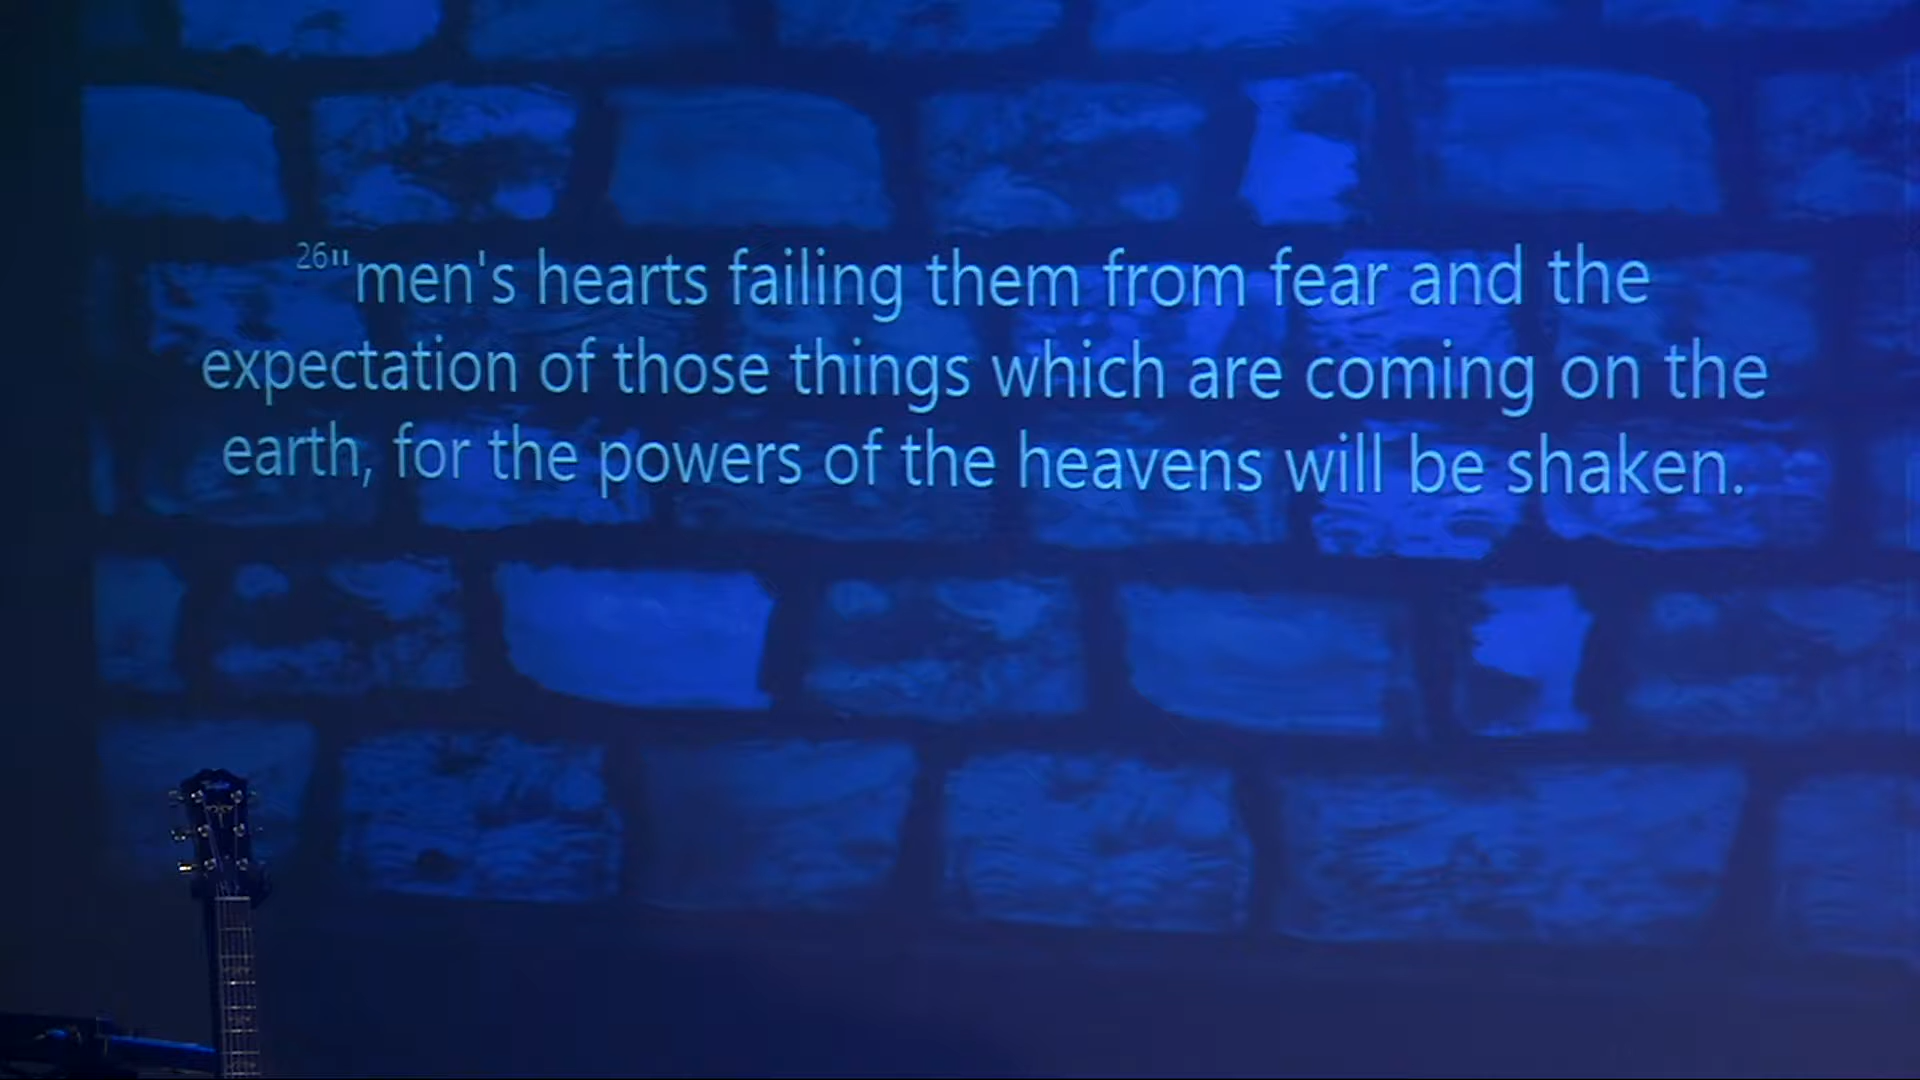 26"men's hearts failing them from fear and the
expectation of those things which are coming on the
earth, for the powers of the heavens will be shaken.